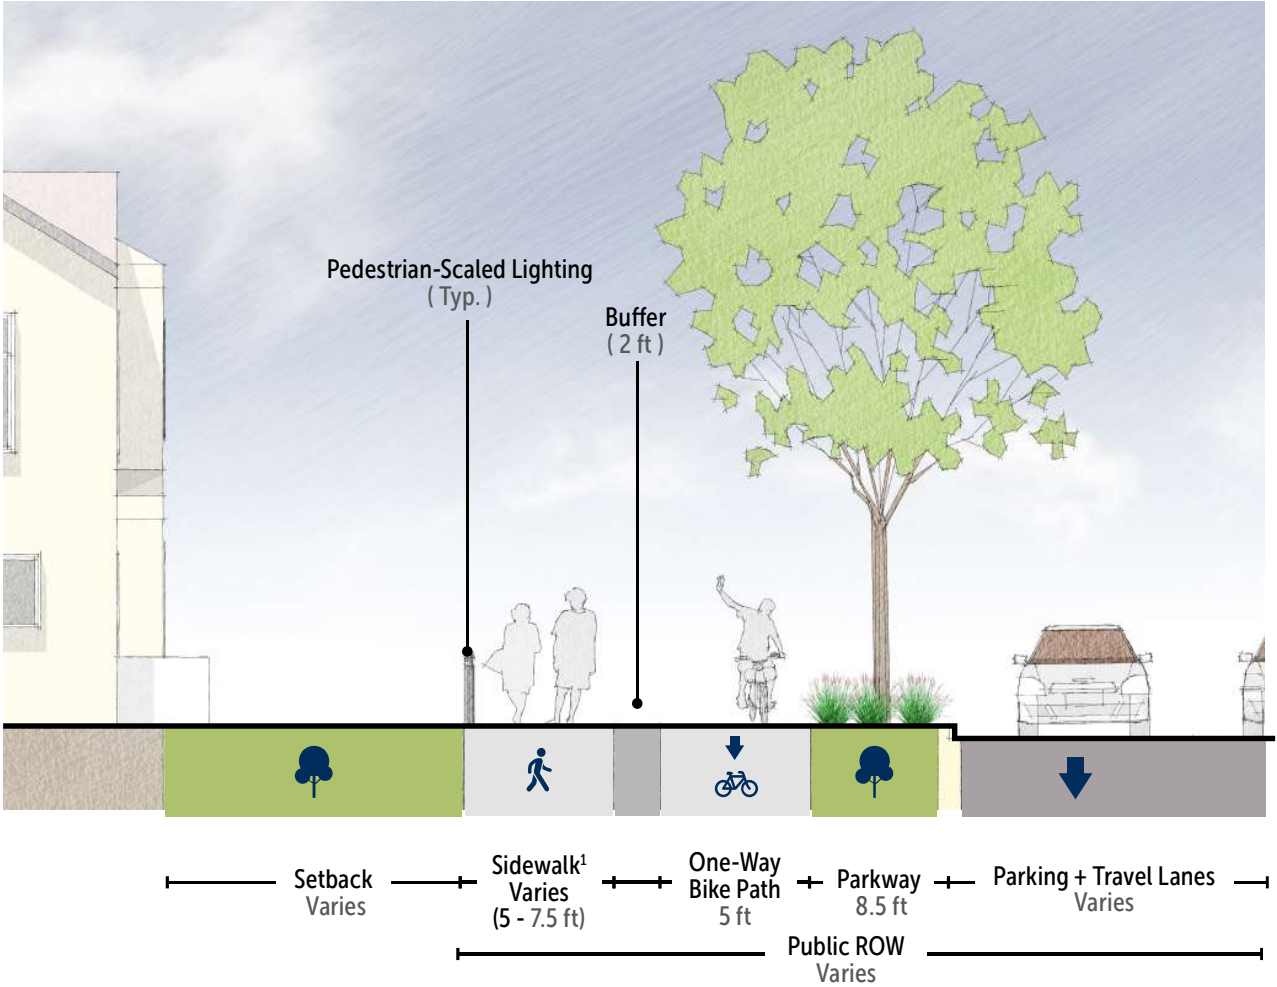 Pedestrian-Scaled Lighting
( Typ. )
Buffer
( 2 ft )
Setback
Varies
Sidewalk¹
Varies
(5 - 7.5 ft)
One-Way
Bike Path
5 ft
Parkway
8.5 ft
Parking + Travel Lanes
Varies
Public ROW
Varies